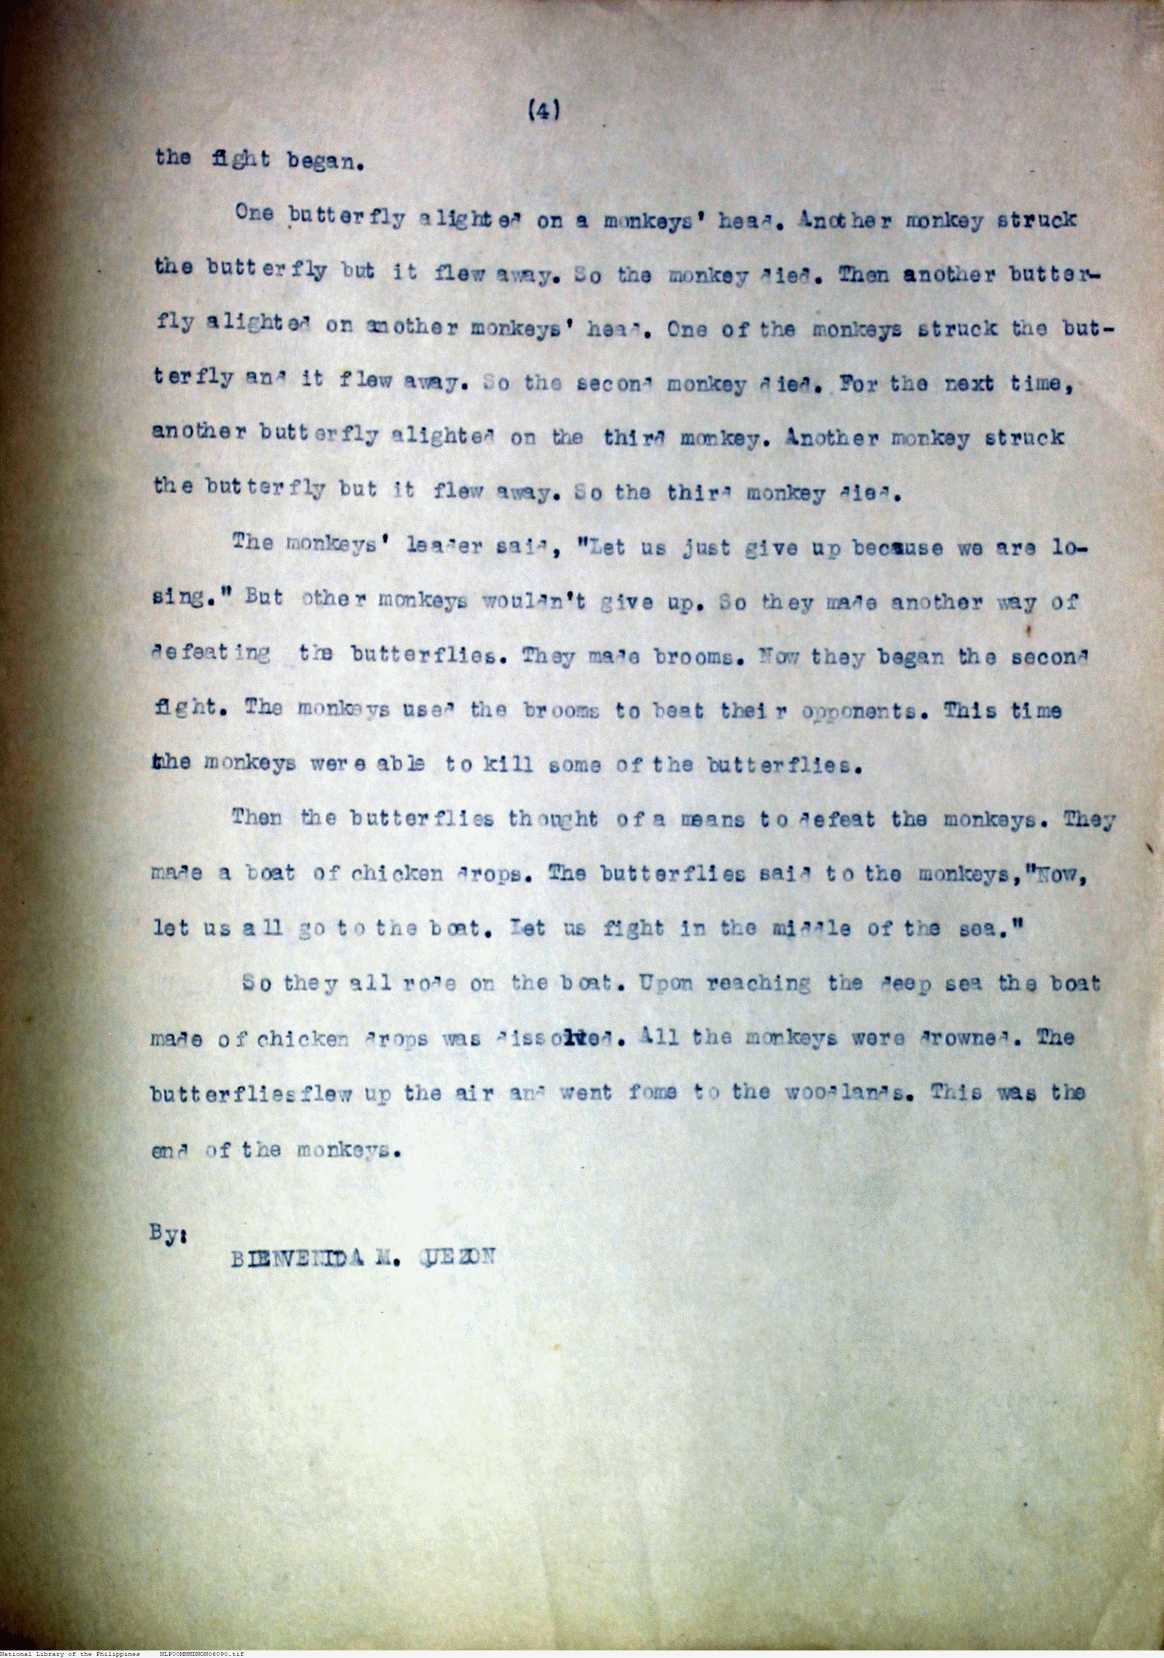 (4)
the fight began.
One butterfly alighted on a monkeys' head. Another monkey struck
the butterfly but it flew away. So the monkey died. Then another butter-
fly alighted on another monkeys' head. One of the monkeys struck the but-
terfly and it flew away. So the second monkey died. For the next time,
another butterfly alighted on the third monkey. Another monkey struck
the butterfly but it flew away. So the third monkey died.
The monkeys' leader said, "Let us just give up because we are lo-
sing." But other monkeys wouldn't give up. So they made another way of
defeating the butterflies. They made brooms. Now they began the second
fight. The monkeys used the brooms to beat their opponents. This time
the monkeys were able to kill some of the butterflies.
Then the butterflies thought of a means to defeat the monkeys. They
made a boat of chicken drops. The butterflies said to the monkeys,"Now,
let us all go to the boat. Let us fight in the middle of the sea."
So they all rode on the boat. Upon reaching the deep sea the boat
made of chicken drops was dissolved. All the monkeys were drowned. The
butterflies flew up the air and went fome to the woodlands. This was the
end of the monkeys.
By:
BIENVENIDA M. QUEZON
National Library of the Philippines